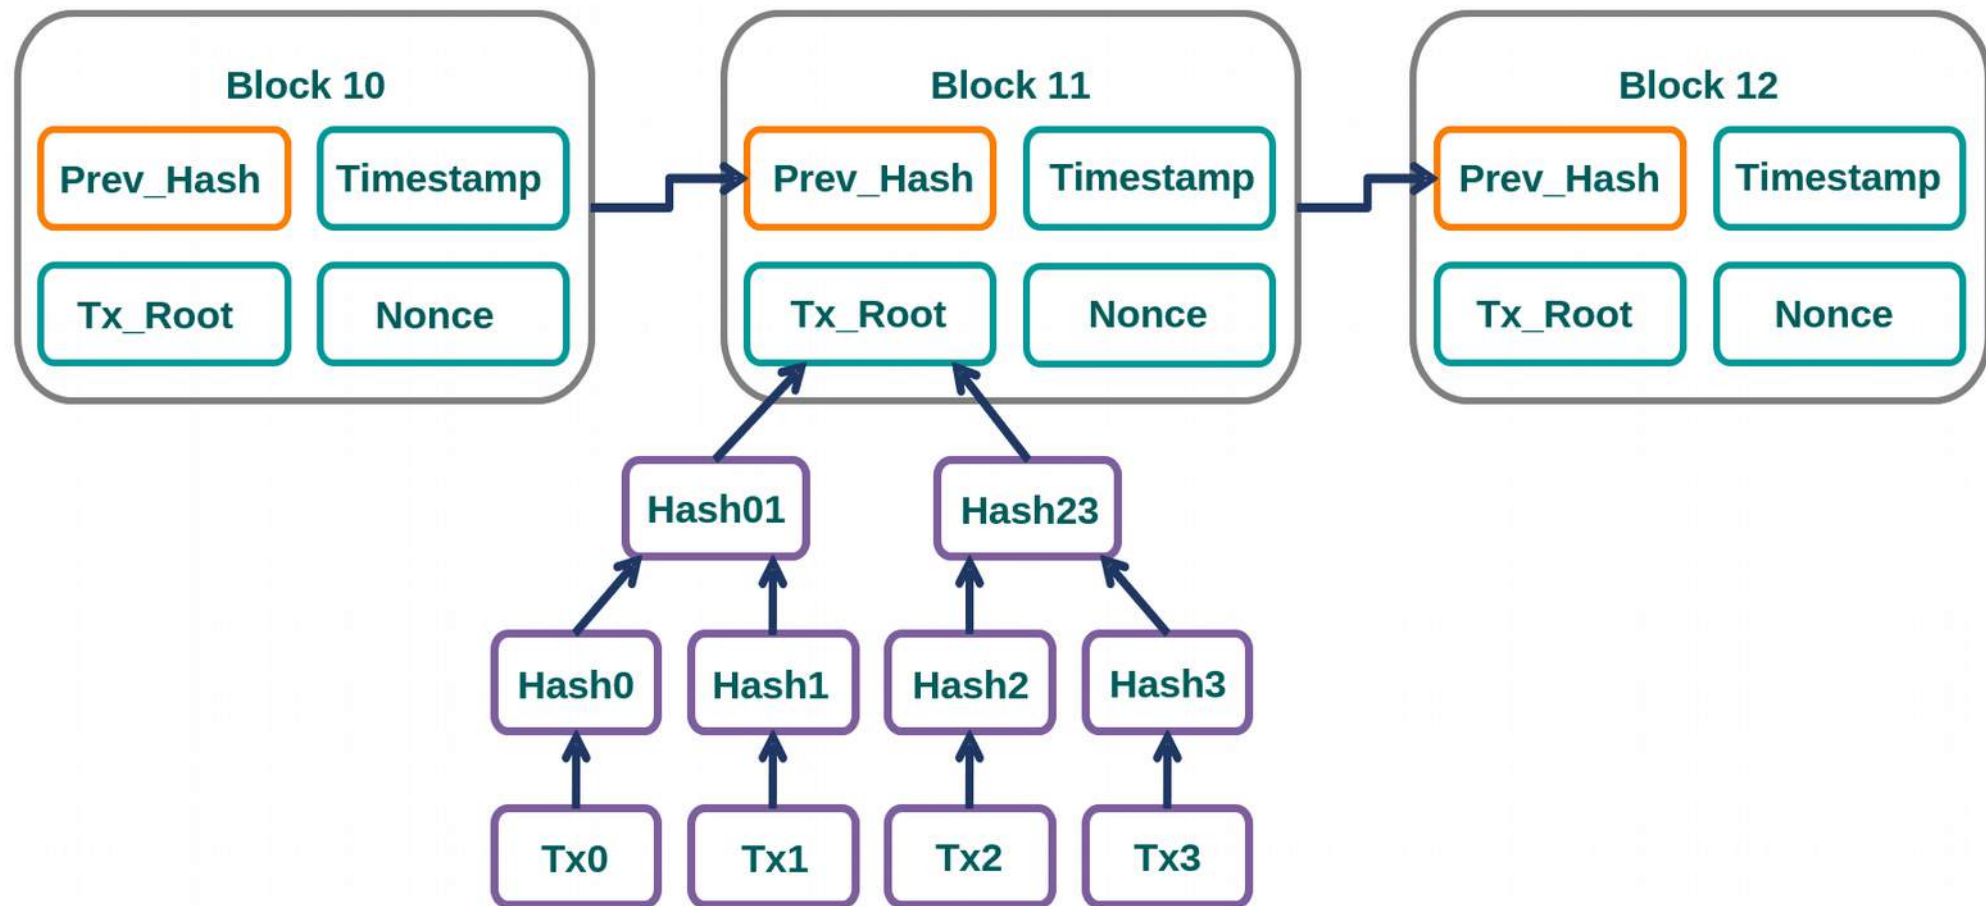 Block 10
Prev_Hash Timestamp
Tx_Root Nonce
Block 11
Prev_Hash Timestamp
Tx_Root Nonce
Block 12
Prev_Hash Timestamp
Tx_Root Nonce
Hash01 Hash23
Hash0 Hash1 Hash2 Hash3
Tx0 Tx1 Tx2 Tx3